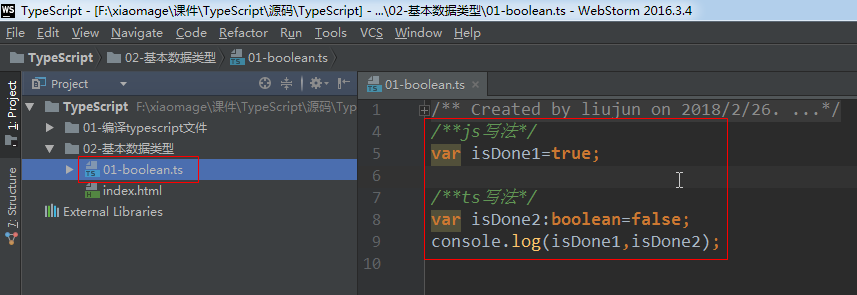 TypeScript - [F:\xiaomage\课件\TypeScript\源码\TypeScript] - ...\02-基本数据类型\01-boolean.ts - WebStorm 2016.3.4
File Edit View Navigate Code Refactor Run Tools VCS Window Help
TypeScript 02-基本数据类型 01-boolean.ts
1: Project
7: Structure
Project
TypeScript F:\xiaomage\课件\TypeScript\源码\Typ
01-编译typescript文件
02-基本数据类型
01-boolean.ts
index.html
External Libraries
01-boolean.ts
1 /** Created by liujun on 2018/2/26. ...*/
4 /**js写法*/
5 var isDone1=true;
6
7 /**ts写法*/
8 var isDone2:boolean=false;
9 console.log(isDone1,isDone2);
10